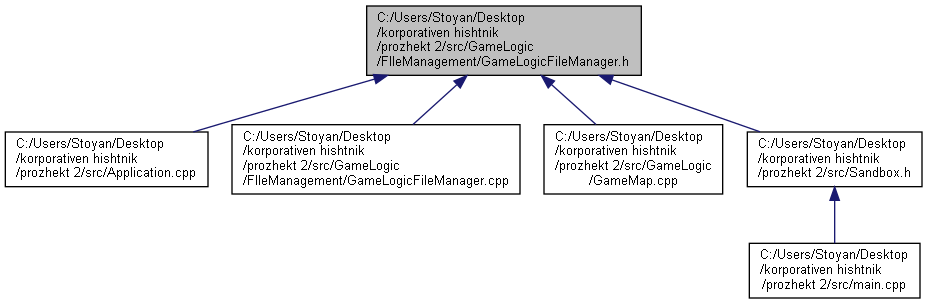 C:/Users/Stoyan/Desktop
/korporativen hishtnik
/prozhekt 2/src/GameLogic
/FIleManagement/GameLogicFileManager.h
C:/Users/Stoyan/Desktop
/korporativen hishtnik
/prozhekt 2/src/Application.cpp
C:/Users/Stoyan/Desktop
/korporativen hishtnik
/prozhekt 2/src/GameLogic
/FIleManagement/GameLogicFileManager.cpp
C:/Users/Stoyan/Desktop
/korporativen hishtnik
/prozhekt 2/src/GameLogic
/GameMap.cpp
C:/Users/Stoyan/Desktop
/korporativen hishtnik
/prozhekt 2/src/Sandbox.h
C:/Users/Stoyan/Desktop
/korporativen hishtnik
/prozhekt 2/src/main.cpp